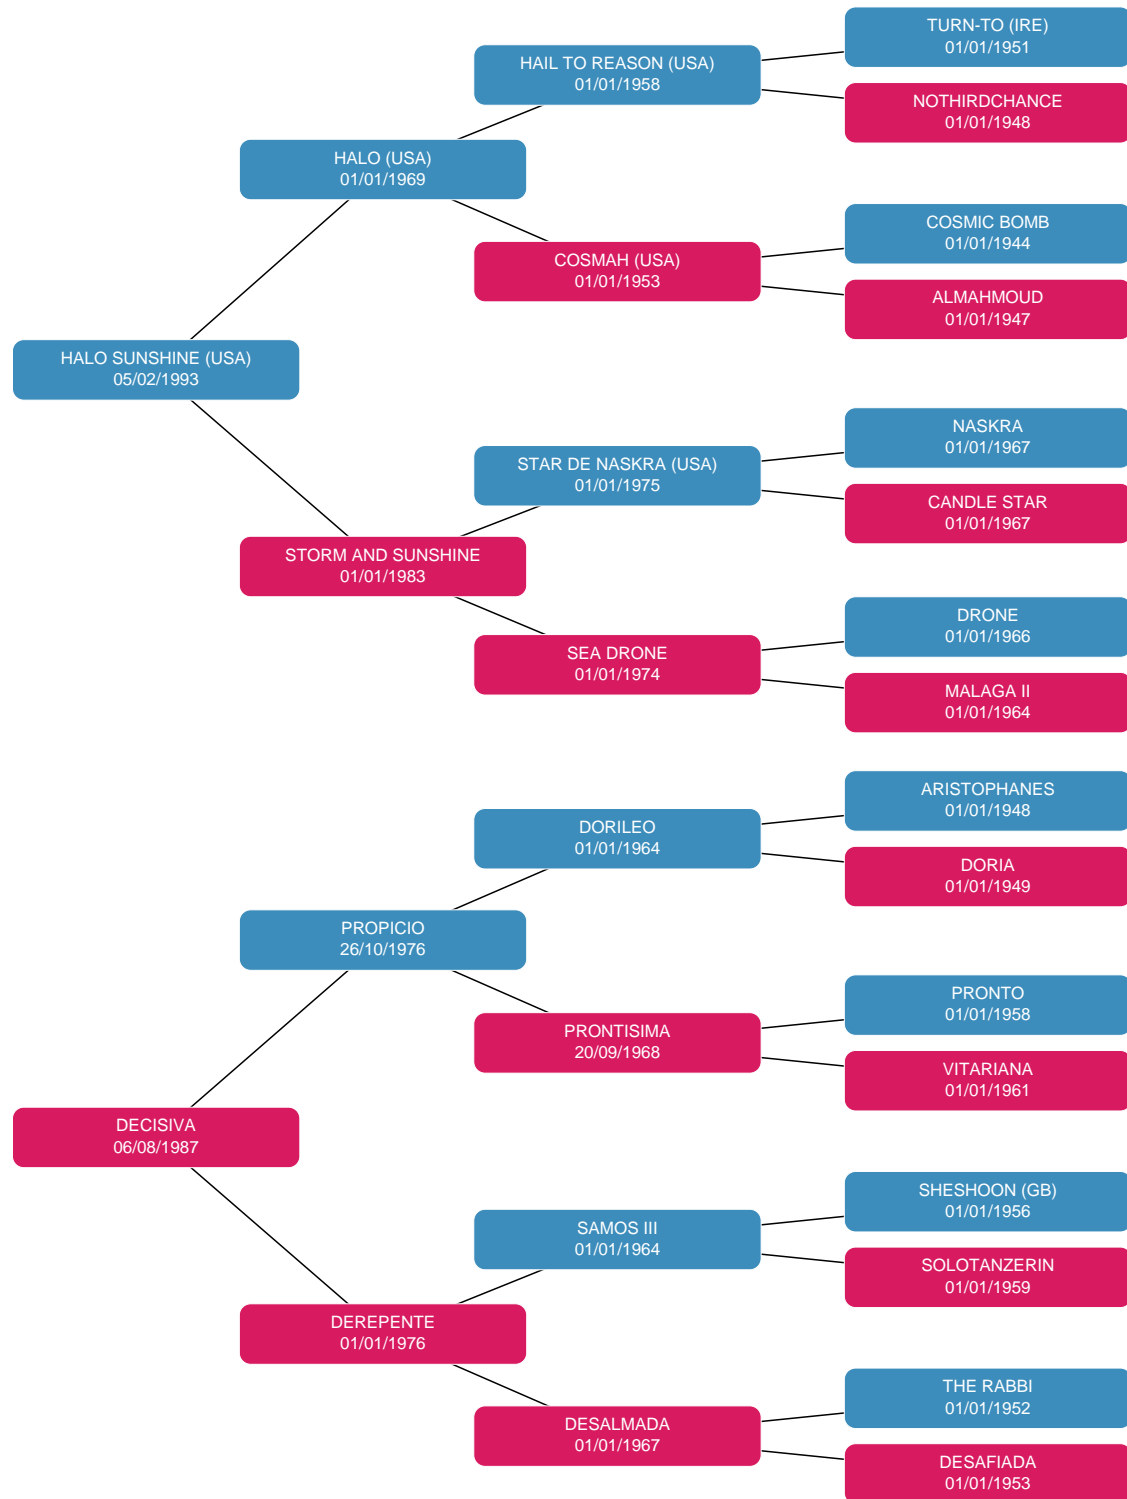 TURN-TO (IRE)
01/01/1951
HAIL TO REASON (USA)
01/01/1958
NOTHIRDCHANCE
01/01/1948
HALO (USA)
01/01/1969
COSMIC BOMB
01/01/1944
COSMAH (USA)
01/01/1953
ALMAHMOUD
01/01/1947
HALO SUNSHINE (USA)
05/02/1993
NASKRA
01/01/1967
STAR DE NASKRA (USA)
01/01/1975
CANDLE STAR
01/01/1967
STORM AND SUNSHINE
01/01/1983
DRONE
01/01/1966
SEA DRONE
01/01/1974
MALAGA II
01/01/1964
ARISTOPHANES
01/01/1948
DORILEO
01/01/1964
DORIA
01/01/1949
PROPICIO
26/10/1976
PRONTO
01/01/1958
PRONTISIMA
20/09/1968
VITARIANA
01/01/1961
DECISIVA
06/08/1987
SHESHOON (GB)
01/01/1956
SAMOS III
01/01/1964
SOLOTANZERIN
01/01/1959
DEREPENTE
01/01/1976
THE RABBI
01/01/1952
DESALMADA
01/01/1967
DESAFIADA
01/01/1953